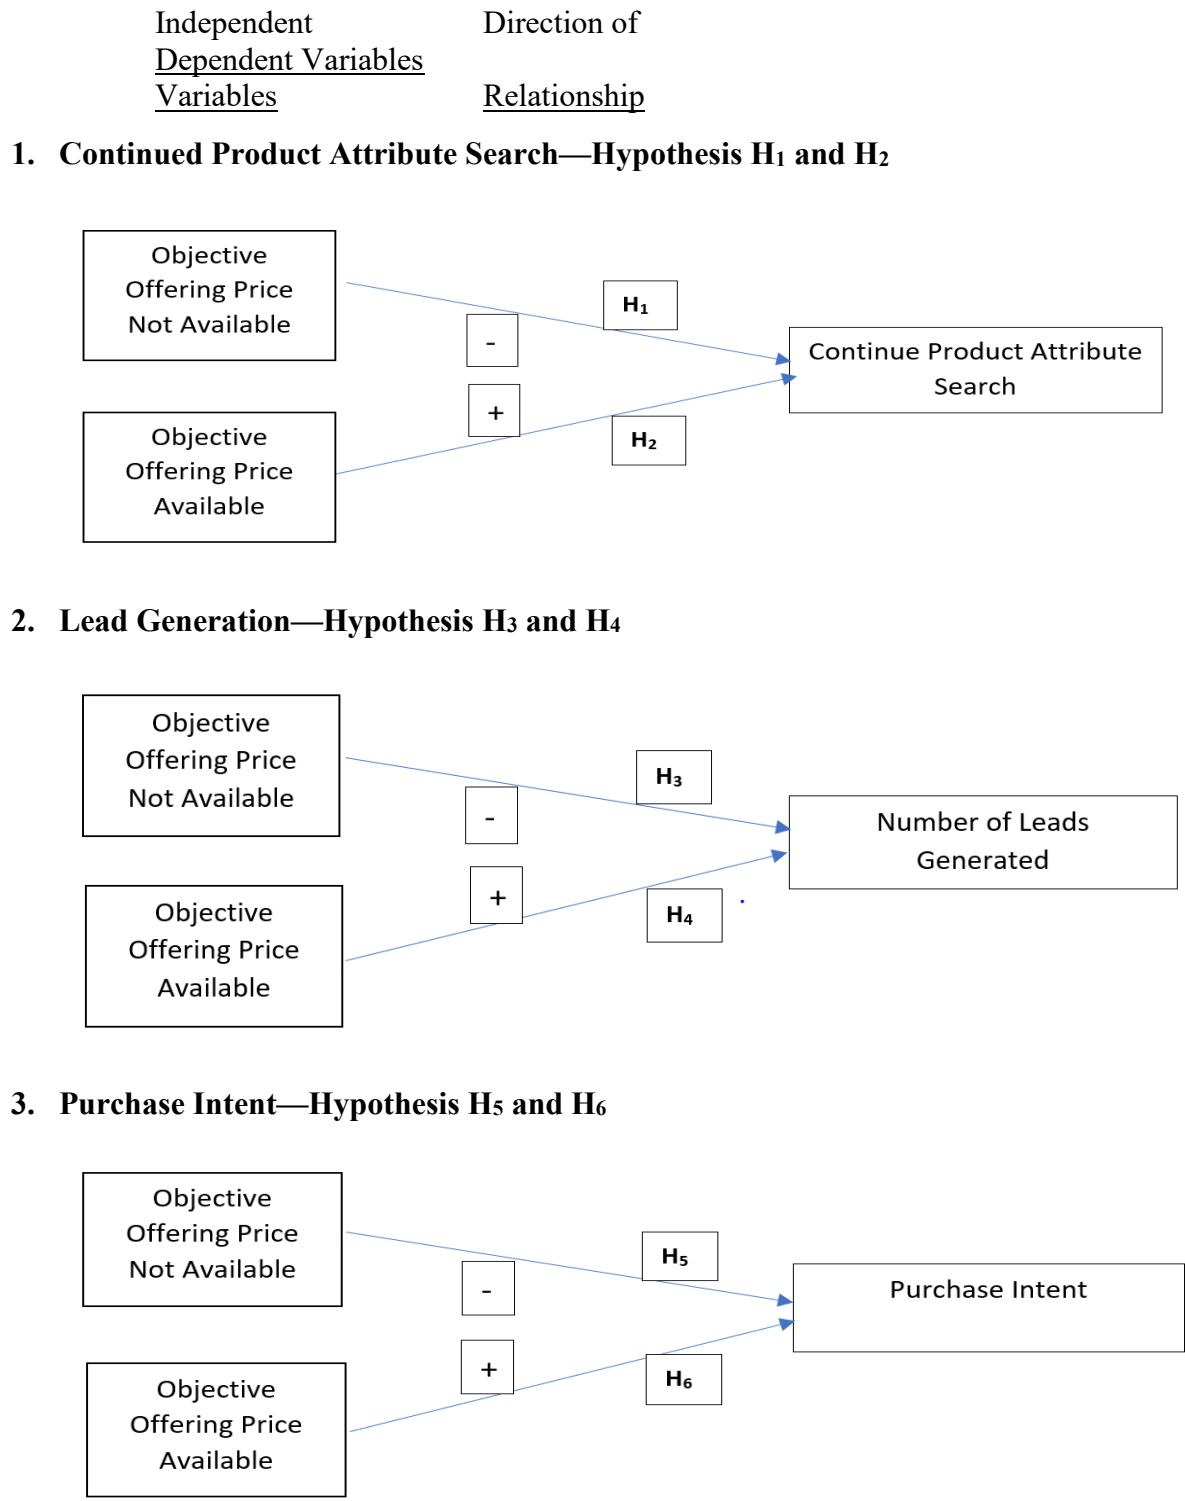 Independent Direction of
Dependent Variables
Variables Relationship
1. Continued Product Attribute Search—Hypothesis H1 and H2
Objective
Offering Price
Not Available
H1
-
Continue Product Attribute
Search
+
H2
Objective
Offering Price
Available
2. Lead Generation—Hypothesis H3 and H4
Objective
Offering Price
Not Available
H3
-
Number of Leads
Generated
+
H4
Objective
Offering Price
Available
3. Purchase Intent—Hypothesis H5 and H6
Objective
Offering Price
Not Available
H5
-
Purchase Intent
+
H6
Objective
Offering Price
Available